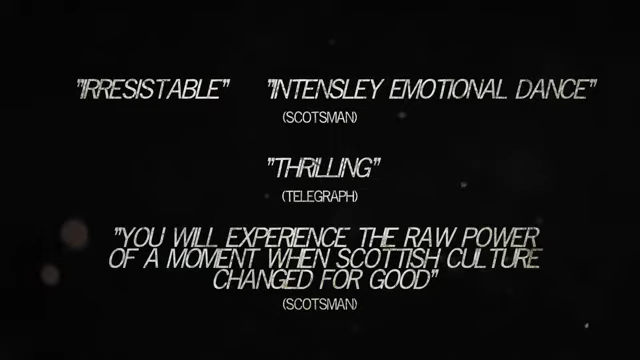 "IRRESISTABLE" "INTENSLEY EMOTIONAL DANCE"
(SCOTSMAN)
"THRILLING"
(TELEGRAPH)
"YOU WILL EXPERIENCE THE RAW POWER
OF A MOMENT WHEN SCOTTISH CULTURE
CHANGED FOR GOOD"
(SCOTSMAN)